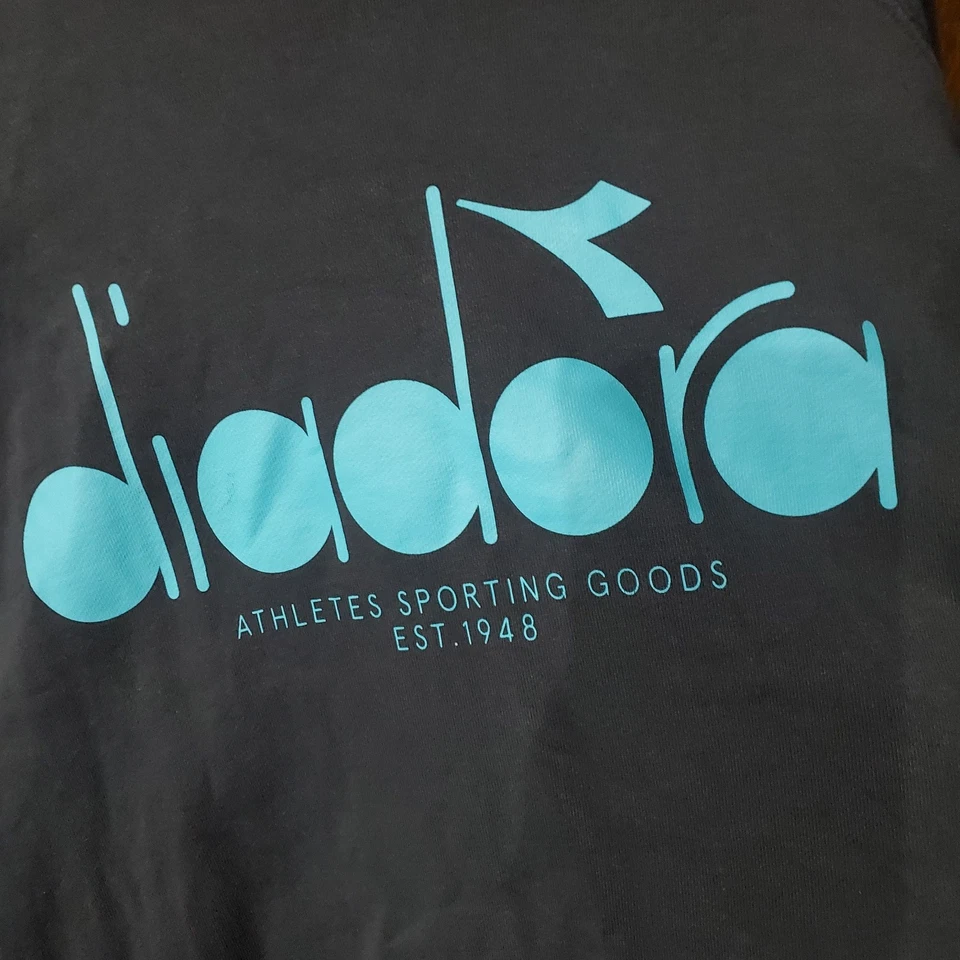 diadora
ATHLETES SPORTING GOODS
EST.1948